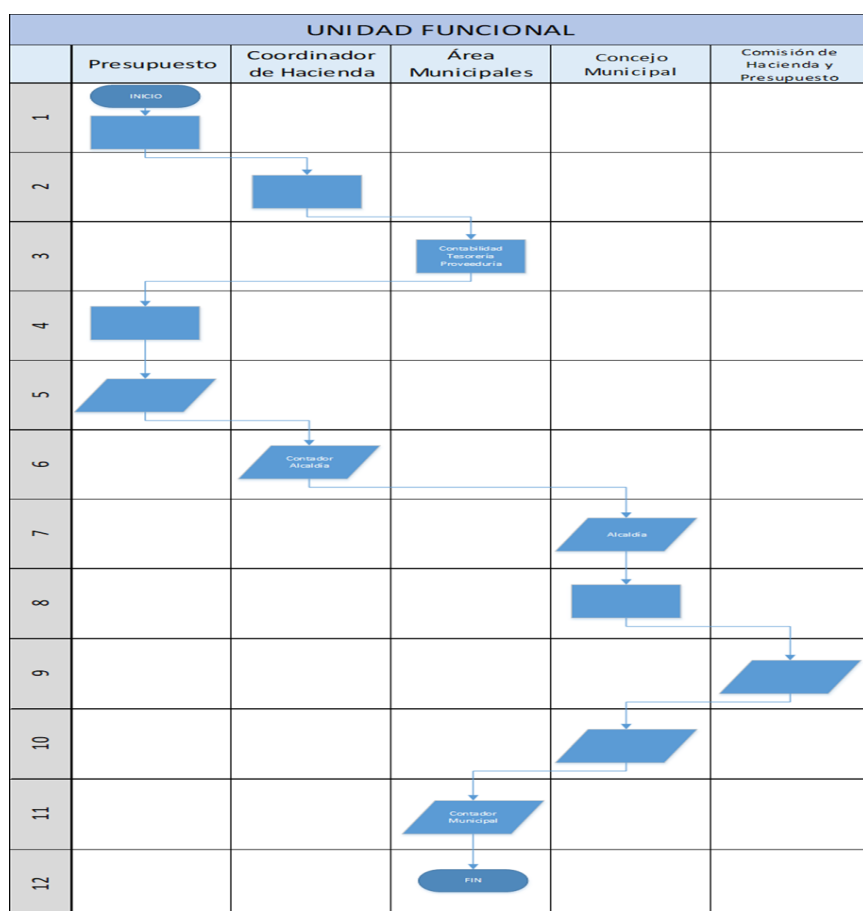 UNIDAD FUNCIONAL
Presupuesto
Coordinador
de Hacienda
Área
Municipales
Concejo
Municipal
Comisión de
Hacienda y
Presupuesto
1
INICIO
2
3
Contabilidad
Tesorería
Proveeduría
4
5
6
Contador
Alcaldía
7
Alcaldía
8
9
10
11
Contador
Municipal
12
FIN